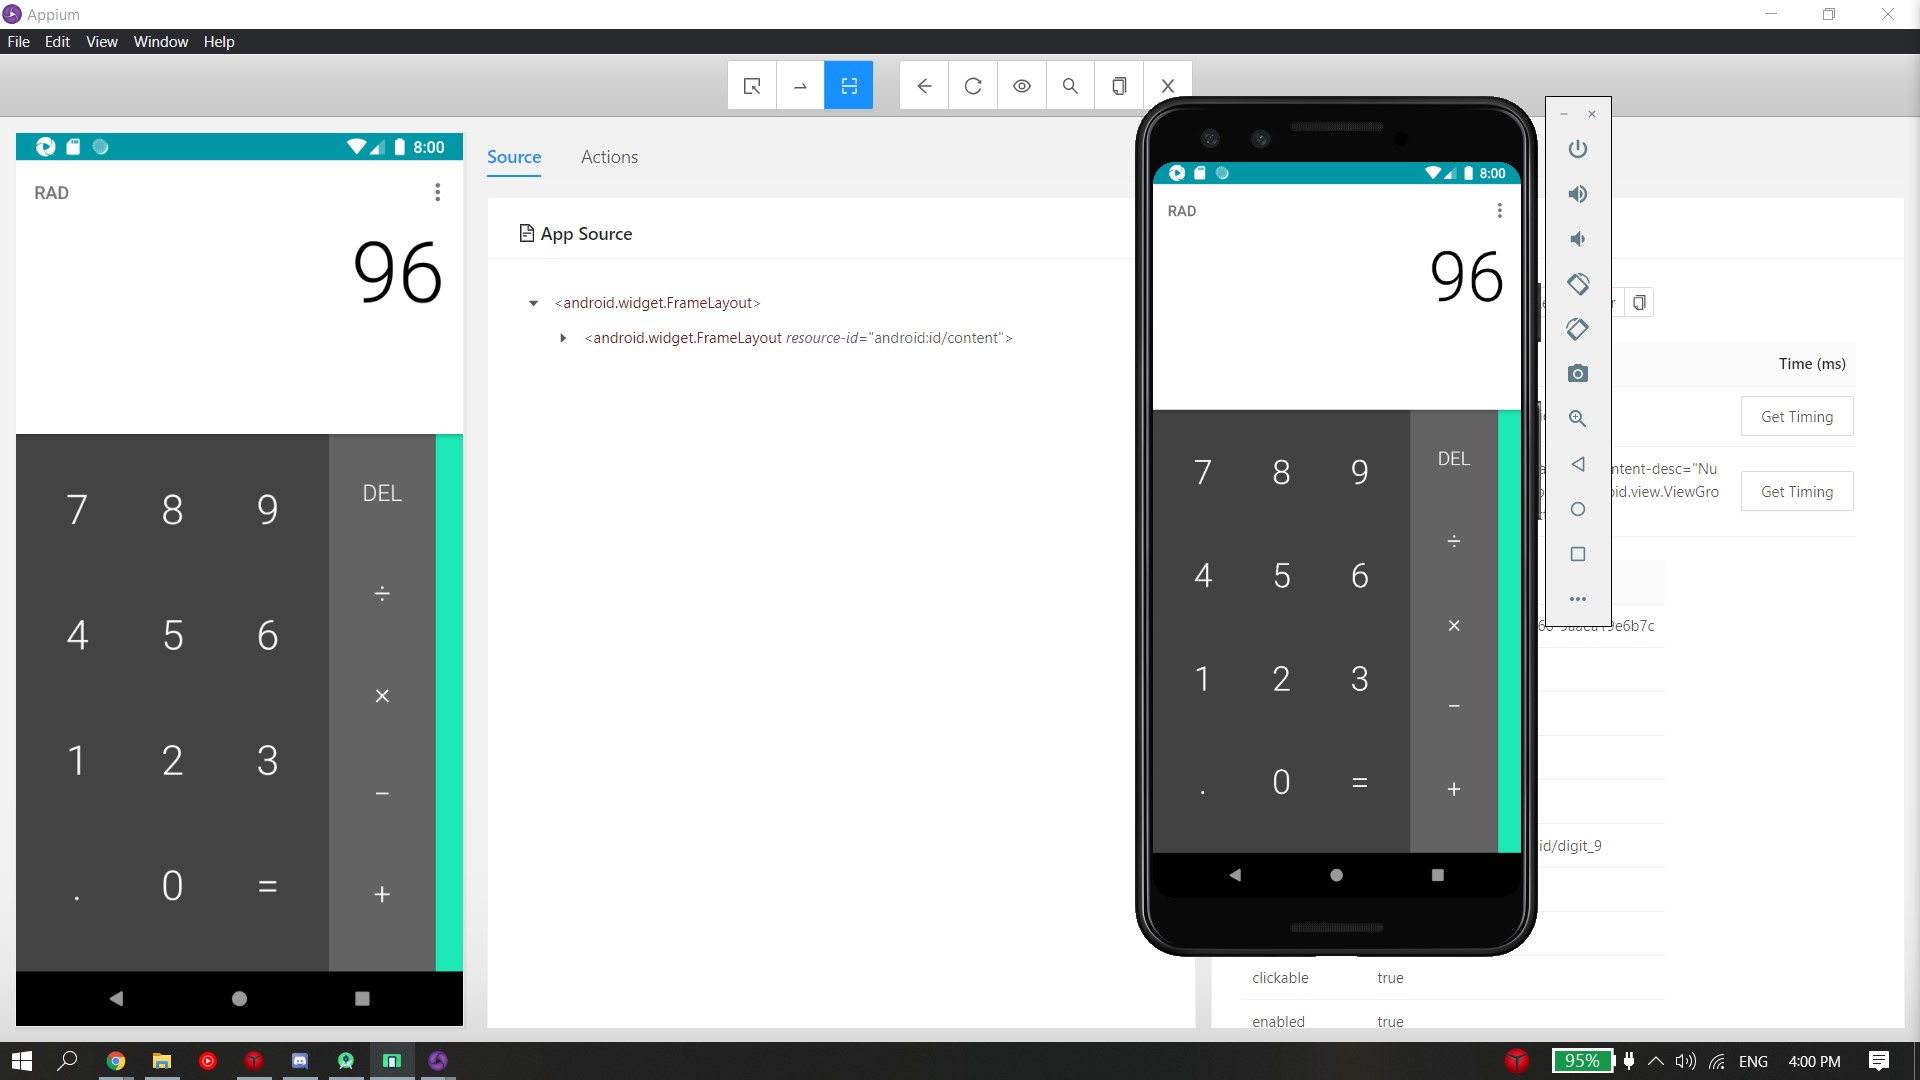 Appium
File Edit View Window Help
8:00
RAD
96
7 8 9 DEL
÷
4 5 6
×
1 2 3
−
. 0 =
+
Source Actions
App Source
<android.widget.FrameLayout>
<android.widget.FrameLayout resource-id="android:id/content">
8:00
RAD
96
7 8 9 DEL
÷
4 5 6
×
1 2 3
−
. 0 =
+
Time (ms)
Get Timing
ntent-desc="Nu
oid.view.ViewGro
Get Timing
e6b7c
id/digit_9
clickable true
enabled true
95% ENG 4:00 PM